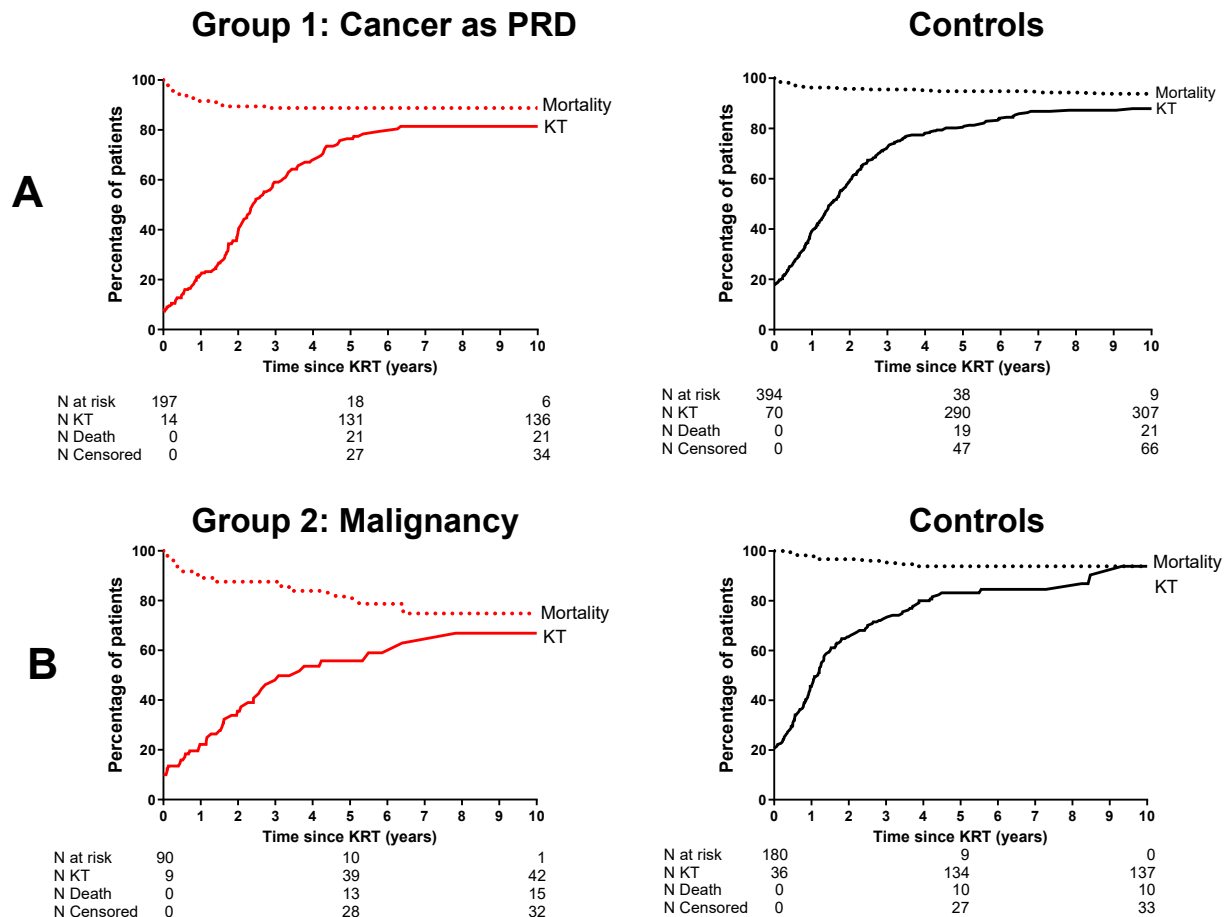 Group 1: Cancer as PRD
Controls
A
Percentage of patients
100
80
60
40
20
0
Mortality
KT
0 1 2 3 4 5 6 7 8 9 10
Time since KRT (years)
N at risk 197 18 6
N KT 14 131 136
N Death 0 21 21
N Censored 0 27 34
Percentage of patients
100
80
60
40
20
0
Mortality
KT
0 1 2 3 4 5 6 7 8 9 10
Time since KRT (years)
N at risk 394 38 9
N KT 70 290 307
N Death 0 19 21
N Censored 0 47 66
Group 2: Malignancy
Controls
B
Percentage of patients
100
80
60
40
20
0
Mortality
KT
0 1 2 3 4 5 6 7 8 9 10
Time since KRT (years)
N at risk 90 10 1
N KT 9 39 42
N Death 0 13 15
N Censored 0 28 32
Percentage of patients
100
80
60
40
20
0
Mortality
KT
0 1 2 3 4 5 6 7 8 9 10
Time since KRT (years)
N at risk 180 9 0
N KT 36 134 137
N Death 0 10 10
N Censored 0 27 33